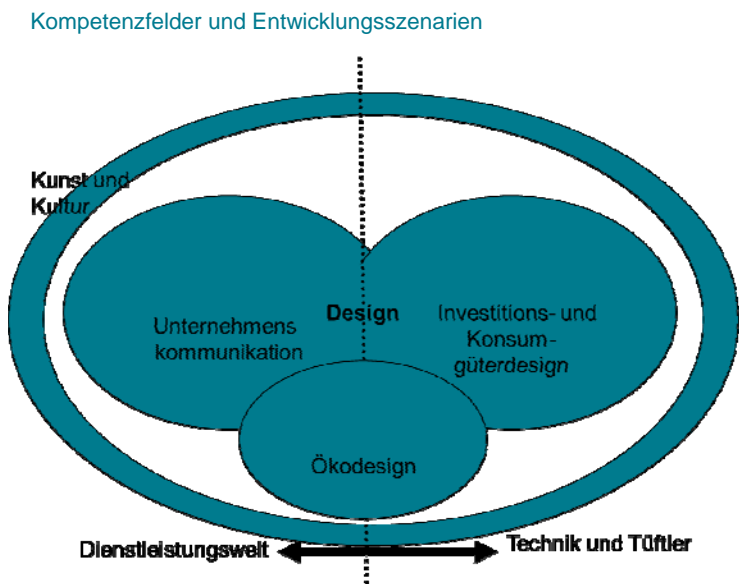 Kompetenzfelder und Entwicklungsszenarien
Kunst und
Kultur
Design
Unternehmens
kommunikation
Investitions- und
Konsum-
güterdesign
Ökodesign
Dienstleistungswelt
Technik und Tüftler